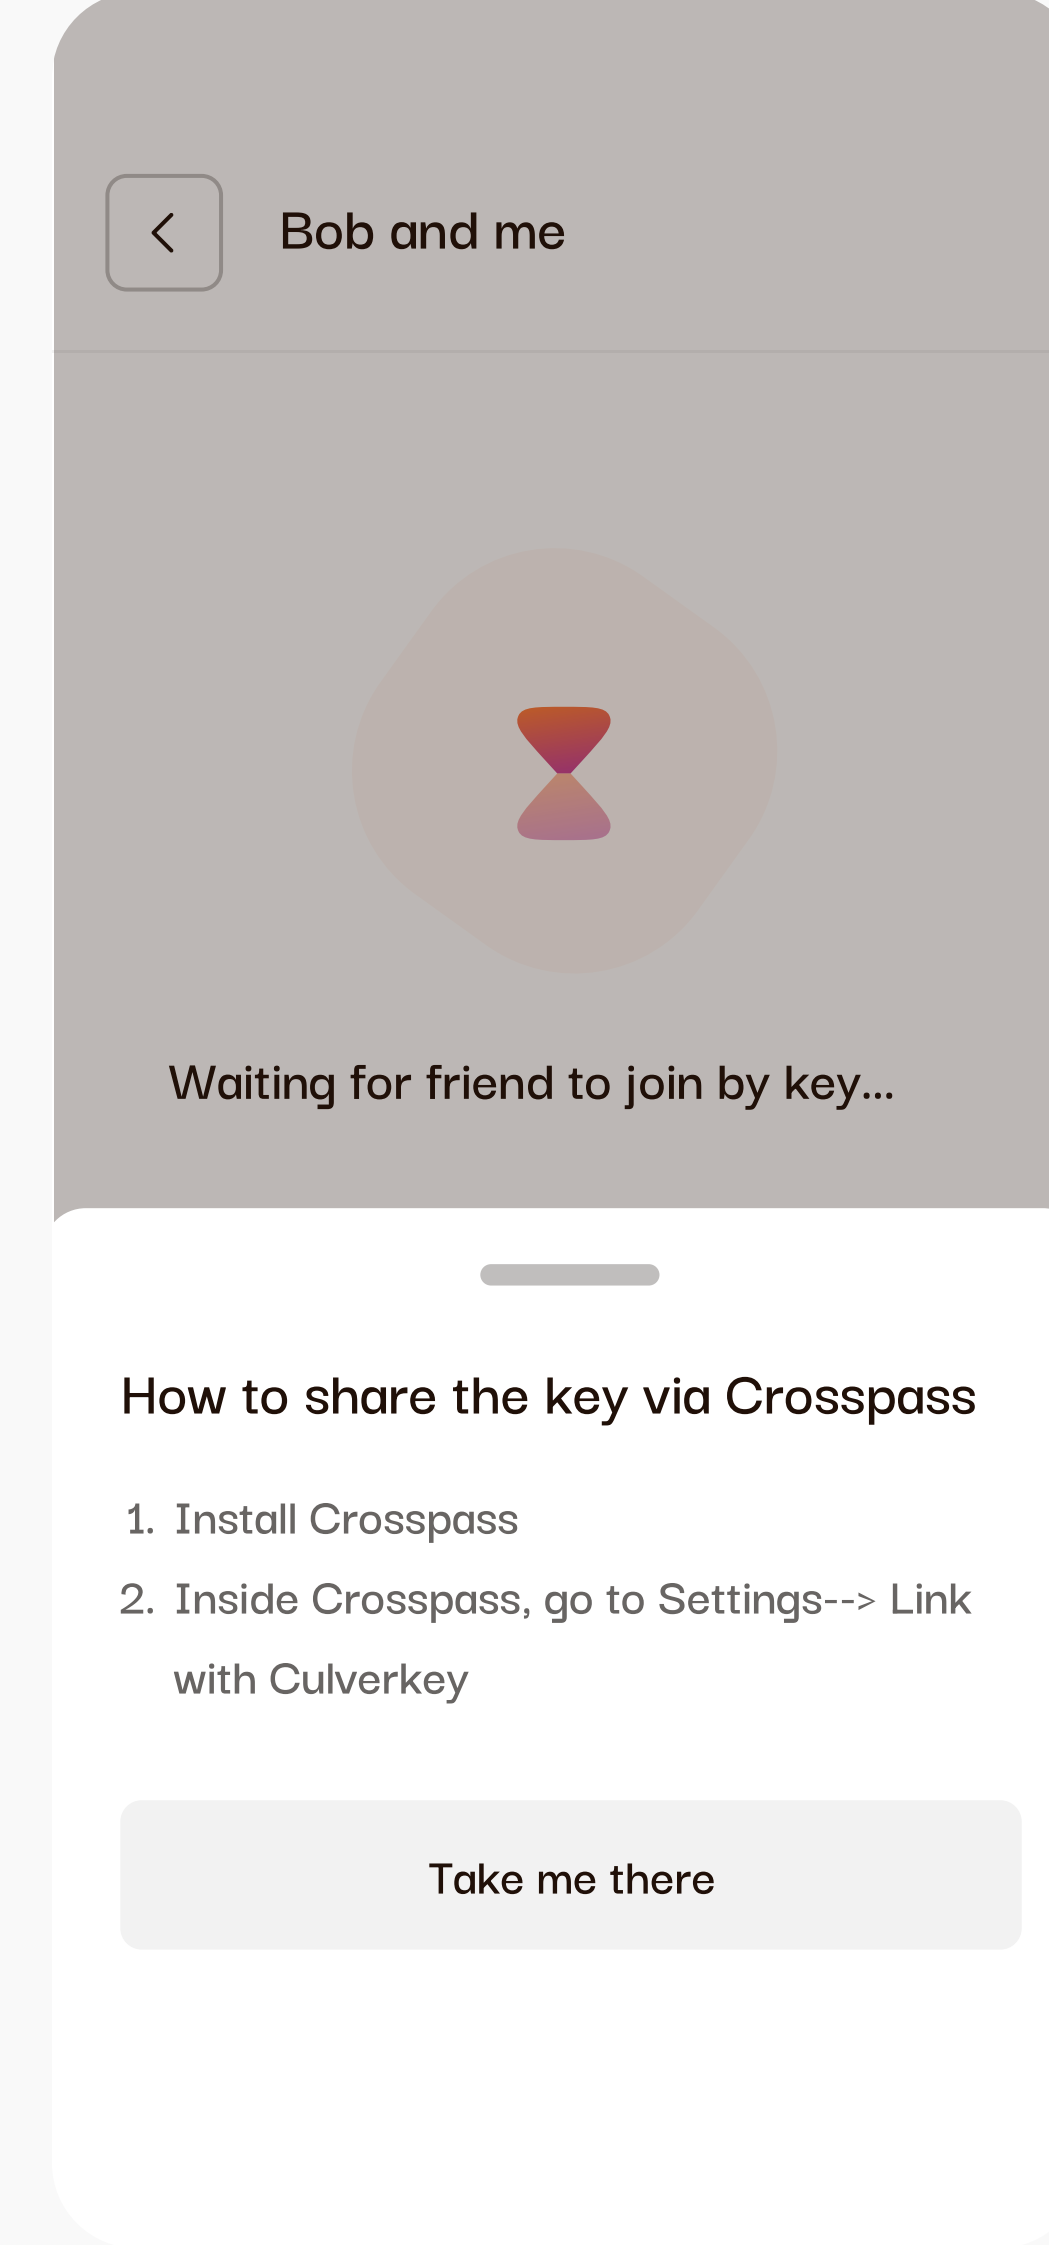 Bob and me
Waiting for friend to join by key...
How to share the key via Crosspass
1. Install Crosspass
2. Inside Crosspass, go to Settings--> Link
with Culverkey
Take me there